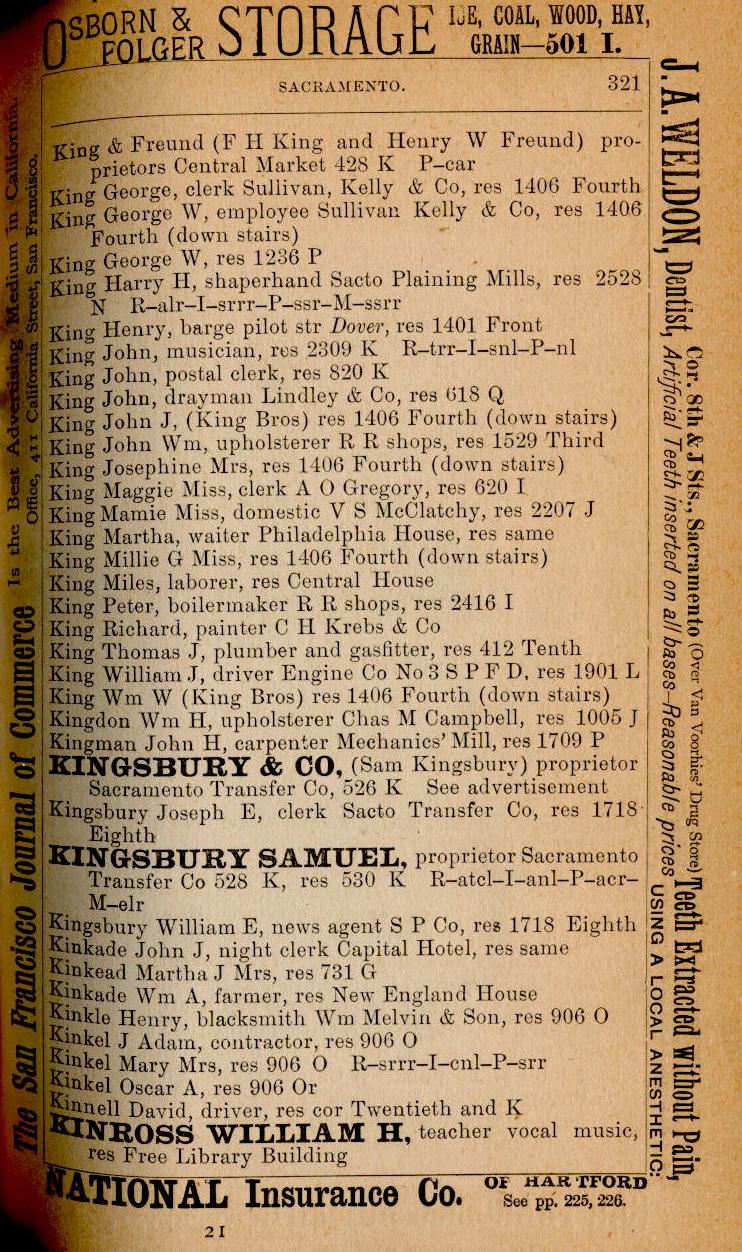 OSBORN & FOLGER STORAGE ICE, COAL, WOOD, HAY,
GRAIN—501 I.
SACRAMENTO. 321
King & Freund (F H King and Henry W Freund) pro-
prietors Central Market 428 K P-car
King George, clerk Sullivan, Kelly & Co, res 1406 Fourth
King George W, employee Sullivan Kelly & Co, res 1406
Fourth (down stairs)
King George W, res 1236 P
King Harry H, shaperhand Sacto Plaining Mills, res 2528
N R-alr-I-srrr-P-ssr-M-ssrr
King Henry, barge pilot str Dover, res 1401 Front
King John, musician, res 2309 K R-trr-I-snl-P-nl
King John, postal clerk, res 820 K
King John, drayman Lindley & Co, res 618 Q
King John J, (King Bros) res 1406 Fourth (down stairs)
King John Wm, upholsterer R R shops, res 1529 Third
King Josephine Mrs, res 1406 Fourth (down stairs)
King Maggie Miss, clerk A O Gregory, res 620 I
King Mamie Miss, domestic V S McClatchy, res 2207 J
King Martha, waiter Philadelphia House, res same
King Millie G Miss, res 1406 Fourth (down stairs)
King Miles, laborer, res Central House
King Peter, boilermaker R R shops, res 2416 I
King Richard, painter C H Krebs & Co
King Thomas J, plumber and gasfitter, res 412 Tenth
King William J, driver Engine Co No 3 S P F D, res 1901 L
King Wm W (King Bros) res 1406 Fourth (down stairs)
Kingdon Wm H, upholsterer Chas M Campbell, res 1005 J
Kingman John H, carpenter Mechanics' Mill, res 1709 P
KINGSBURY & CO, (Sam Kingsbury) proprietor
Sacramento Transfer Co, 526 K See advertisement
Kingsbury Joseph E, clerk Sacto Transfer Co, res 1718
Eighth
KINGSBURY SAMUEL, proprietor Sacramento
Transfer Co 528 K, res 530 K R-atcl-I-anl-P-acr-
M-elr
Kingsbury William E, news agent S P Co, res 1718 Eighth
Kinkade John J, night clerk Capital Hotel, res same
Kinkead Martha J Mrs, res 731 G
Kinkade Wm A, farmer, res New England House
Kinkle Henry, blacksmith Wm Melvin & Son, res 906 O
Kinkel J Adam, contractor, res 906 O
Kinkel Mary Mrs, res 906 O R-srrr-I-cnl-P-srr
Kinkel Oscar A, res 906 Or
Kinnell David, driver, res cor Twentieth and K
KINROSS WILLIAM H, teacher vocal music,
res Free Library Building
NATIONAL Insurance Co. OF HARTFORD
See pp. 225, 226.
21
The San Francisco Journal of Commerce Is the Best Advertising Medium in California.
Office, 411 California Street, San Francisco.
J. A. WELDON, Dentist, Cor. 8th & J Sts., Sacramento (Over Van Voorhies' Drug Store) Teeth Extracted without Pain,
Artificial Teeth inserted on all bases—Reasonable prices USING A LOCAL ANESTHETIC.